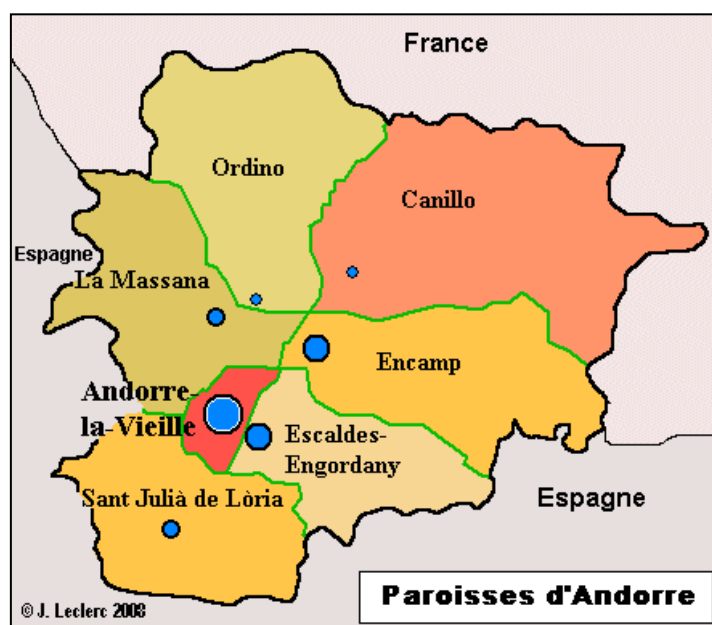 France
Ordino
Canillo
Espagne
La Massana
Encamp
Andorre-
la-Vieille
Escaldes-
Engordany
Sant Julià de Lòria
Espagne
Paroisses d'Andorre
© J. Leclerc 2008